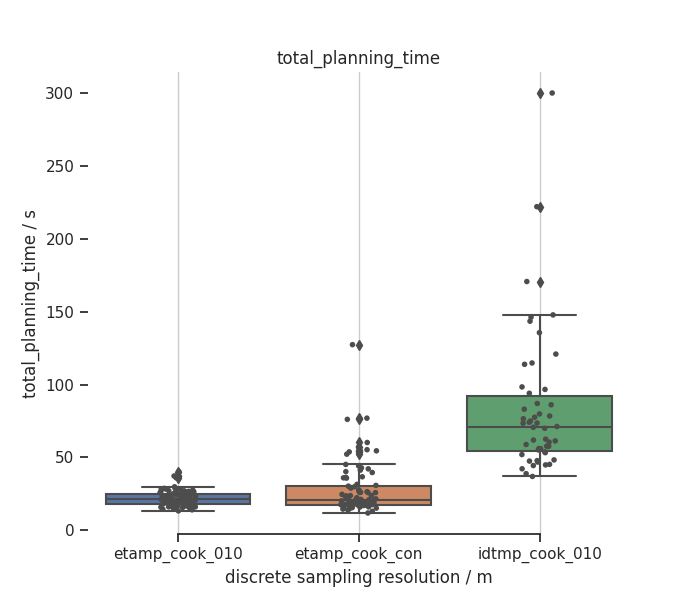 total_planning_time
total_planning_time / s
300
250
200
150
100
50
0
etamp_cook_010 etamp_cook_con idtmp_cook_010
discrete sampling resolution / m